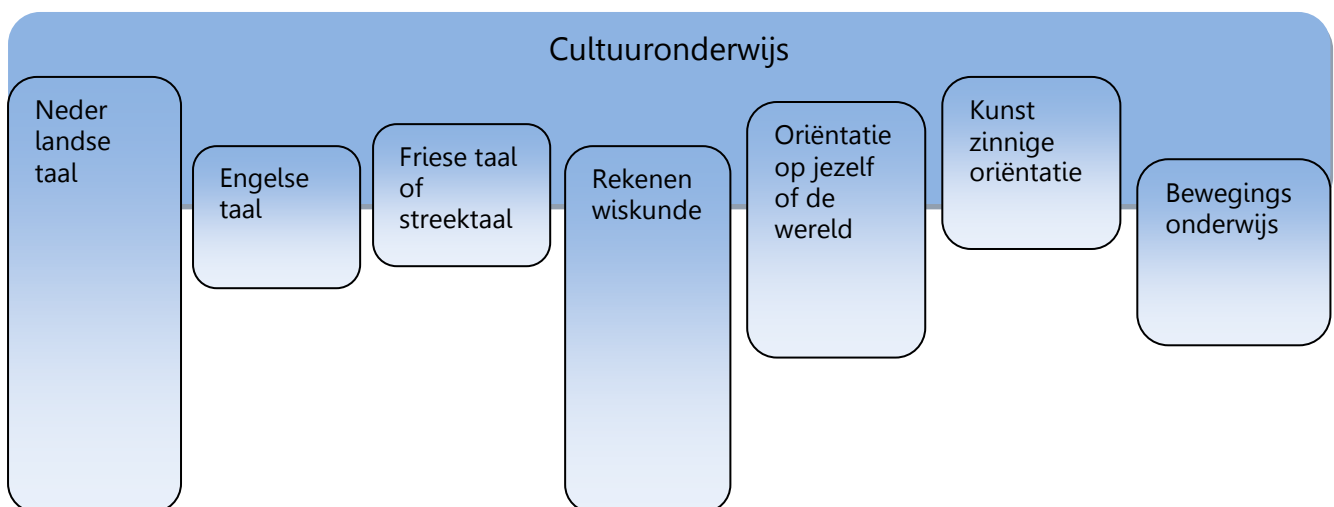 Cultuuronderwijs
Neder
landse
taal
Engelse
taal
Friese taal
of
streektaal
Rekenen
wiskunde
Oriëntatie
op jezelf
of de
wereld
Kunst
zinnige
oriëntatie
Bewegings
onderwijs